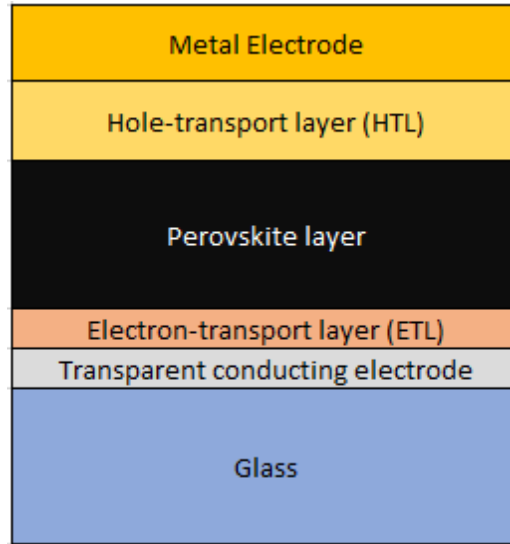 Metal Electrode
Hole-transport layer (HTL)
Perovskite layer
Electron-transport layer (ETL)
Transparent conducting electrode
Glass